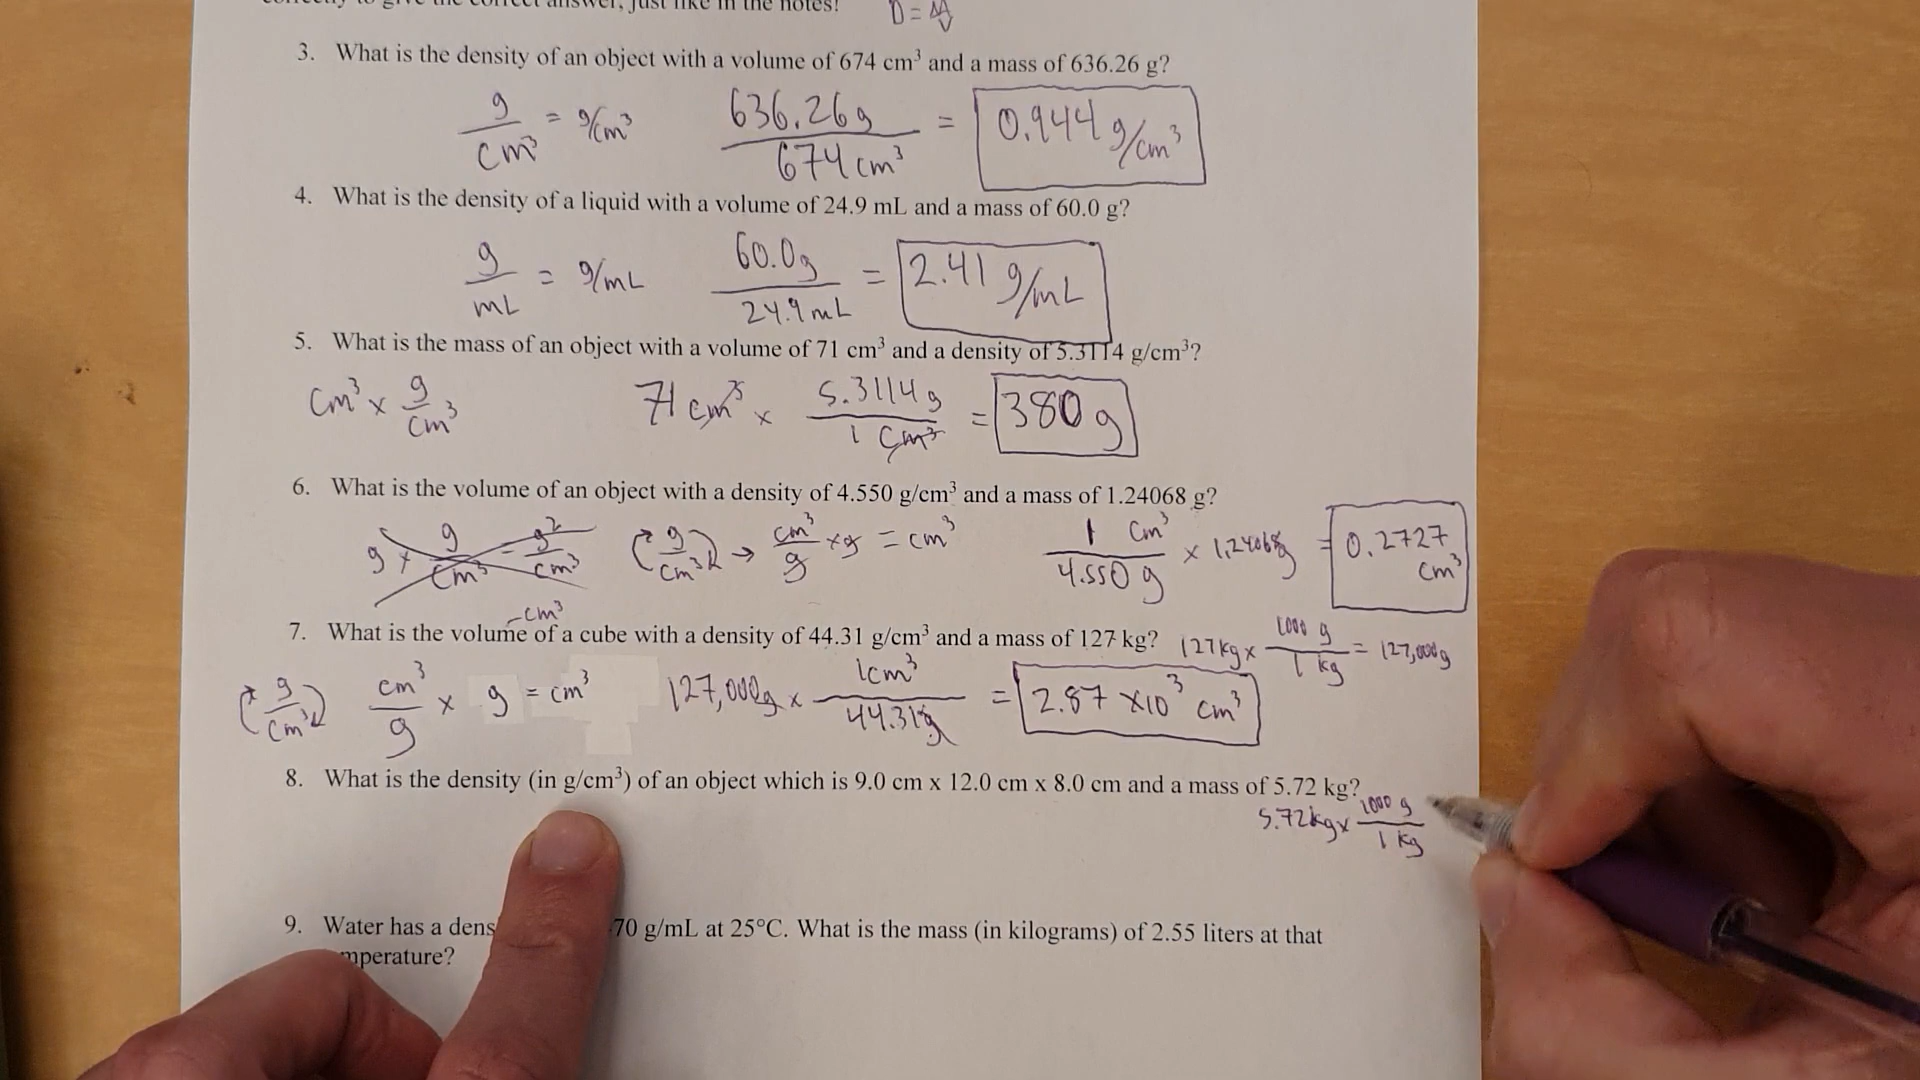 correctly to give the correct answer, just like in the notes! D = M/V
3. What is the density of an object with a volume of 674 cm³ and a mass of 636.26 g?
g/cm³ = g/cm³ 636.26g/674cm³ = 0.944 g/cm³
4. What is the density of a liquid with a volume of 24.9 mL and a mass of 60.0 g?
g/mL = g/mL 60.0g/24.9mL = 2.41 g/mL
5. What is the mass of an object with a volume of 71 cm³ and a density of 5.3114 g/cm³?
cm³ x g/cm³ 71 cm³ x 5.3114g/1 cm³ = 380 g
6. What is the volume of an object with a density of 4.550 g/cm³ and a mass of 1.24068 g?
g x g/cm³ = g²/cm³ (g/cm³) → cm³/g x g = cm³ 1 cm³/4.550 g x 1.24068g = 0.2727 cm³
-cm³
7. What is the volume of a cube with a density of 44.31 g/cm³ and a mass of 127 kg? 127kg x 1000 g/1 kg = 127,000g
(g/cm³) cm³/g x g = cm³ 127,000g x 1cm³/44.31g = 2.87 x10³ cm³
8. What is the density (in g/cm³) of an object which is 9.0 cm x 12.0 cm x 8.0 cm and a mass of 5.72 kg?
5.72kg x 1000 g/1 kg
9. Water has a dens 70 g/mL at 25°C. What is the mass (in kilograms) of 2.55 liters at that
mperature?